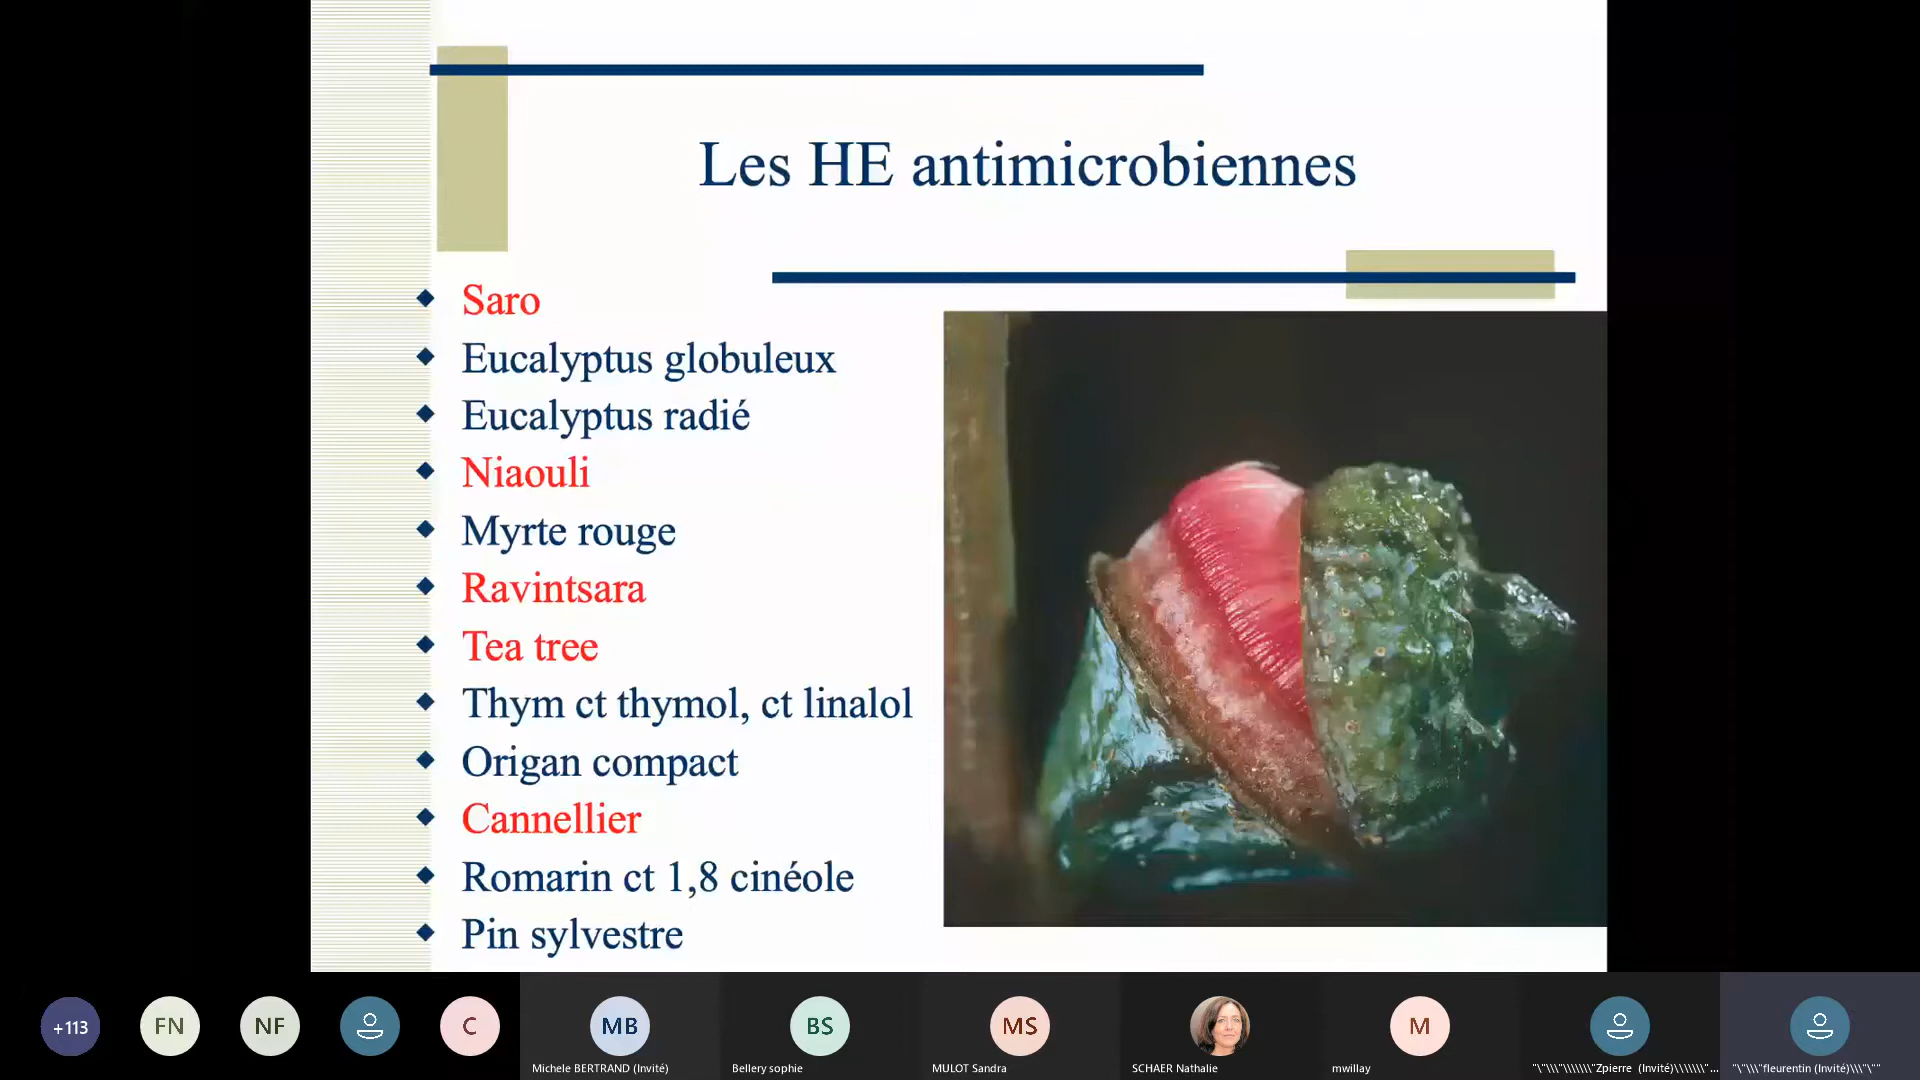 Les HE antimicrobiennes
Saro
Eucalyptus globuleux
Eucalyptus radié
Niaouli
Myrte rouge
Ravintsara
Tea tree
Thym ct thymol, ct linalol
Origan compact
Cannellier
Romarin ct 1,8 cinéole
Pin sylvestre
+113
FN
NF
C
MB
BS
MS
M
Michele BERTRAND (Invité)
Bellery sophie
MULOT Sandra
SCHAER Nathalie
mwillay
"\"\\\"\\\\\\\"Zpierre (Invité)\\\\\\\"...
"\"\\\"fleurentin (Invité)\\\"\""